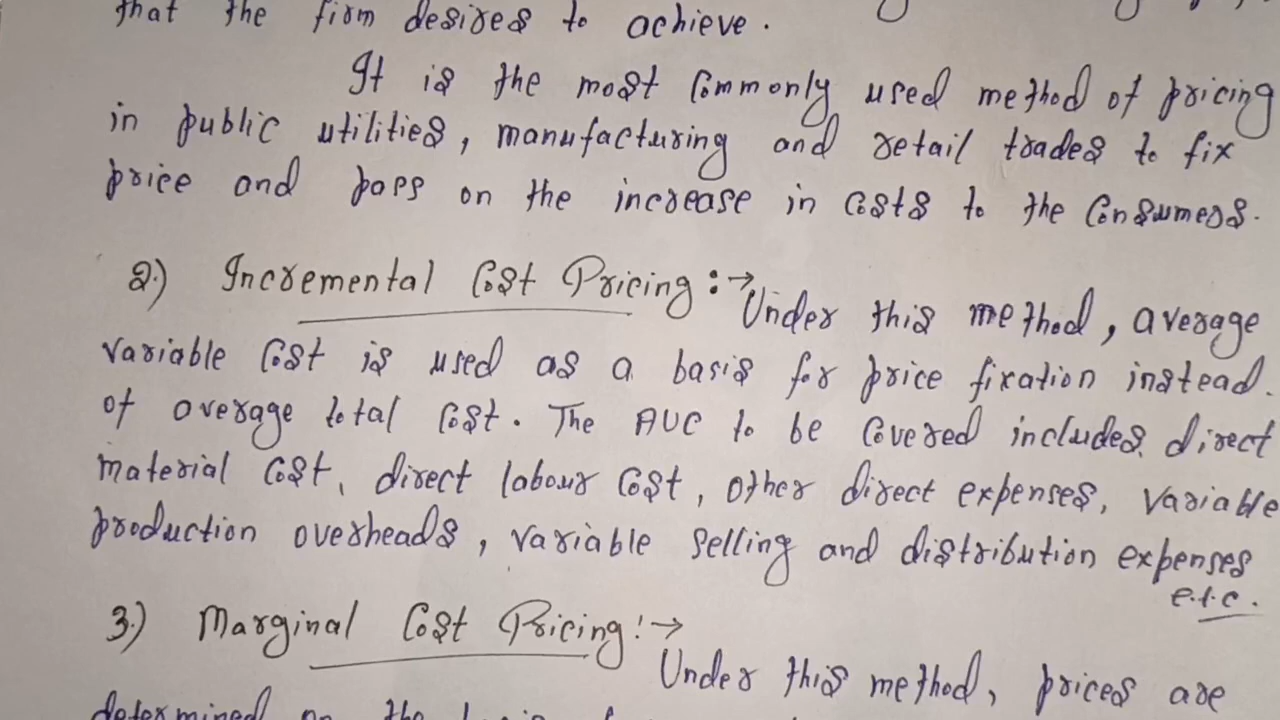 that the firm desires to achieve.
It is the most Commonly used method of pricing
in public utilities, manufacturing and retail trades to fix
price and pass on the increase in Costs to the Consumers.
2.) Incremental Cost Pricing :→
Under this method, average
variable Cost is used as a basis for price fixation instead.
of average total Cost. The AVC to be Covered includes direct
material Cost, direct labour Cost, other direct expenses, Variable
production overheads, variable selling and distribution expenses
e.t.c.
3.) Marginal Cost Pricing :→
Under this method, prices are
determined on the